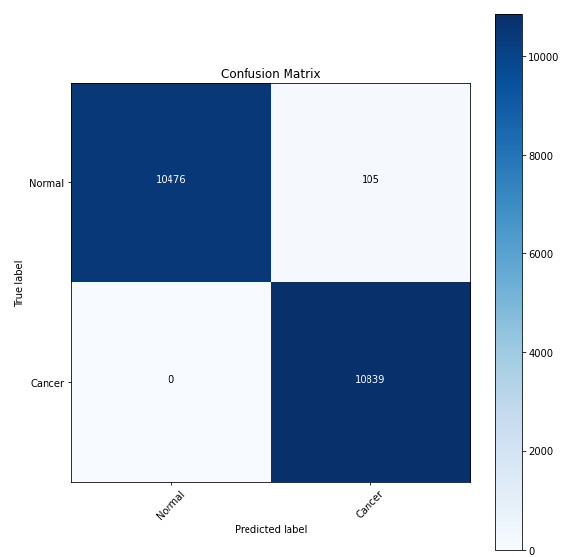 Confusion Matrix
10000
8000
6000
4000
2000
0
Normal
10476
105
True label
Cancer
0
10839
Normal
Cancer
Predicted label